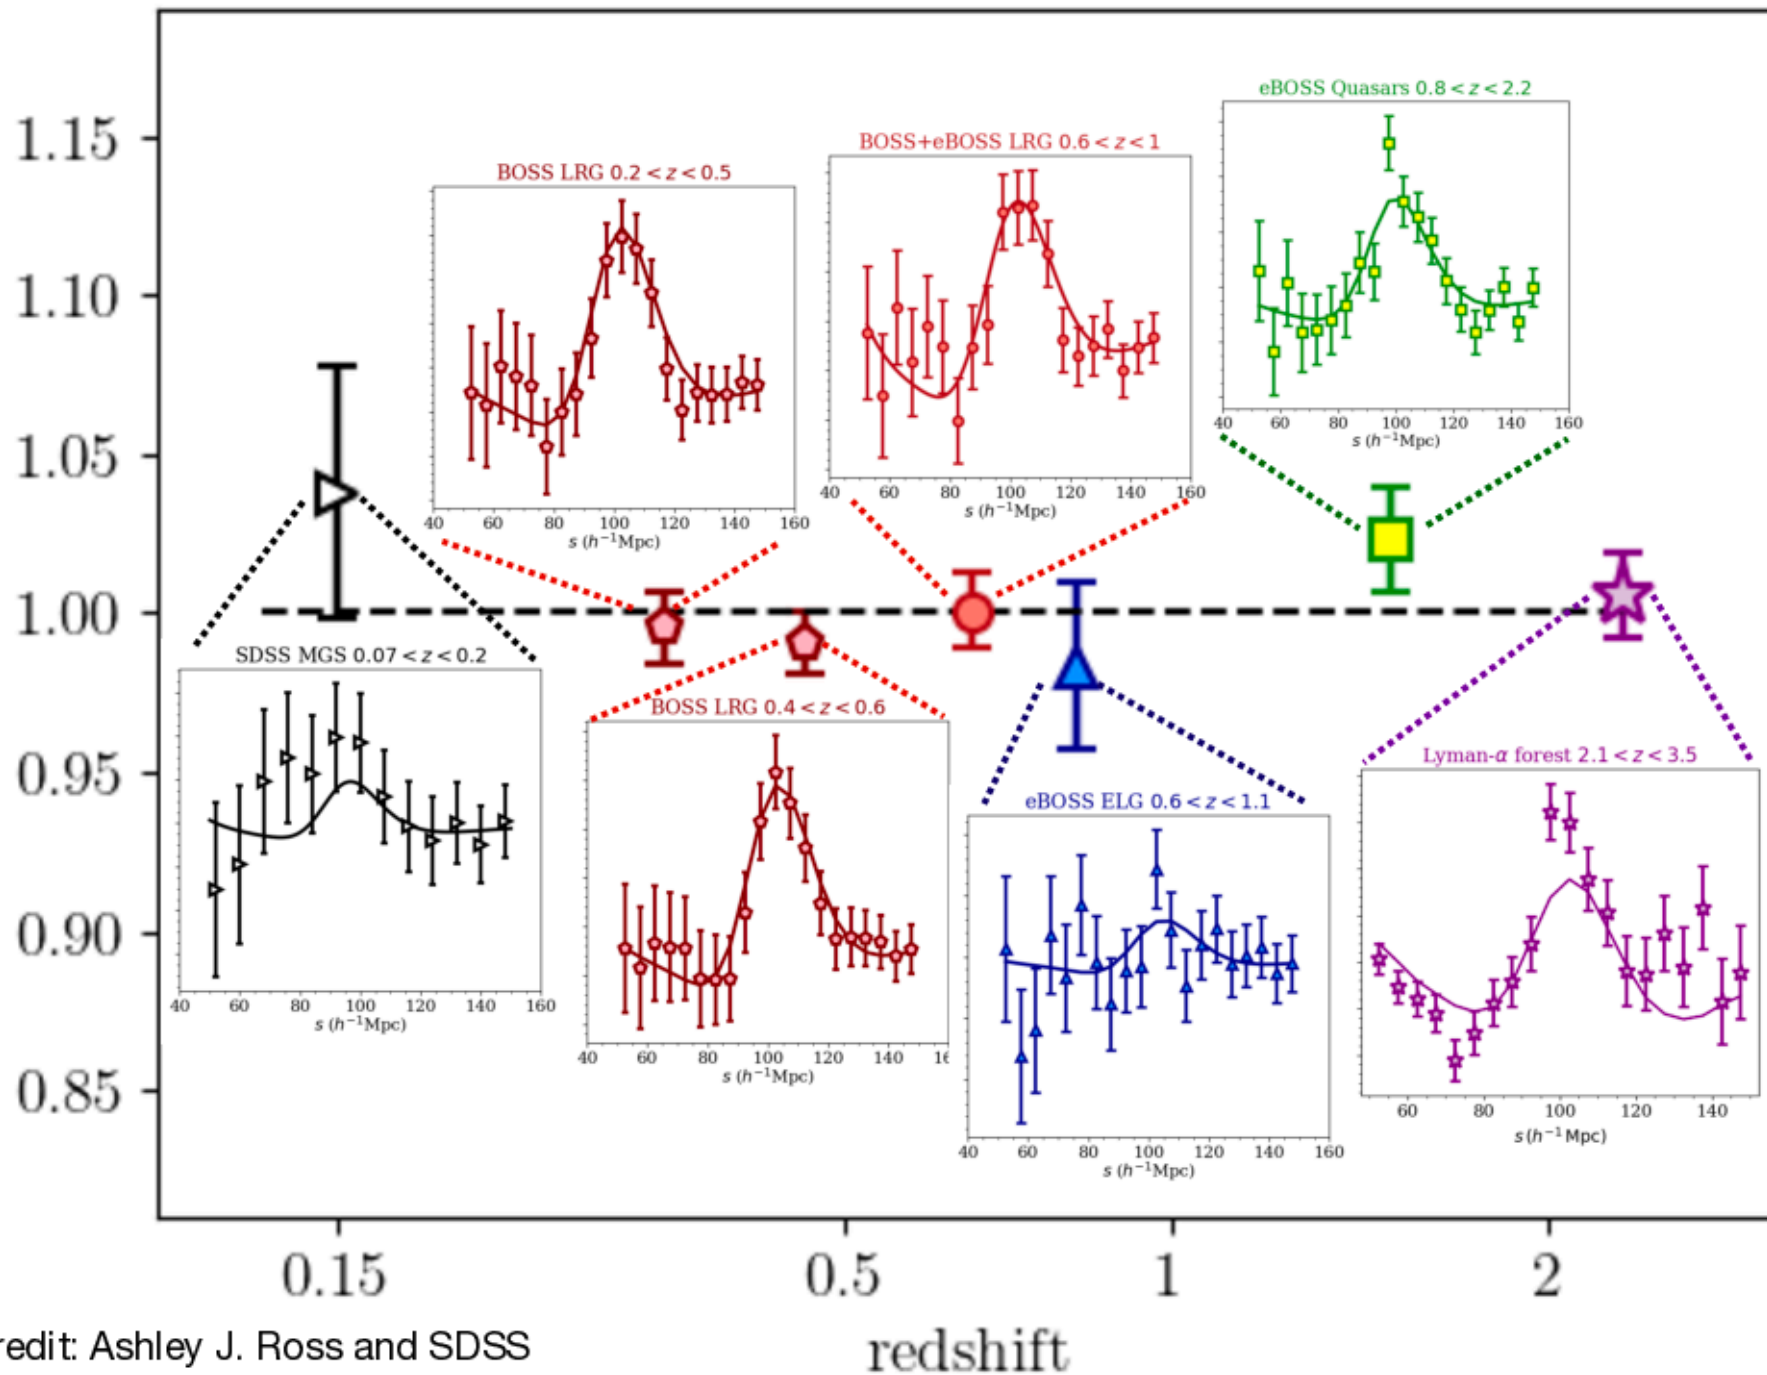 1.15
1.10
1.05
1.00
0.95
0.90
0.85
eBOSS Quasars 0.8 < z < 2.2
40 60 80 100 120 140 160
s (h⁻¹Mpc)
BOSS+eBOSS LRG 0.6 < z < 1
40 60 80 100 120 140 160
s (h⁻¹Mpc)
BOSS LRG 0.2 < z < 0.5
40 60 80 100 120 140 160
s (h⁻¹Mpc)
SDSS MGS 0.07 < z < 0.2
40 60 80 100 120 140 160
s (h⁻¹Mpc)
BOSS LRG 0.4 < z < 0.6
40 60 80 100 120 140 16
s (h⁻¹Mpc)
eBOSS ELG 0.6 < z < 1.1
40 60 80 100 120 140 160
s (h⁻¹Mpc)
Lyman-α forest 2.1 < z < 3.5
60 80 100 120 140
s (h⁻¹ Mpc)
0.15 0.5 1 2
redshift
redit: Ashley J. Ross and SDSS